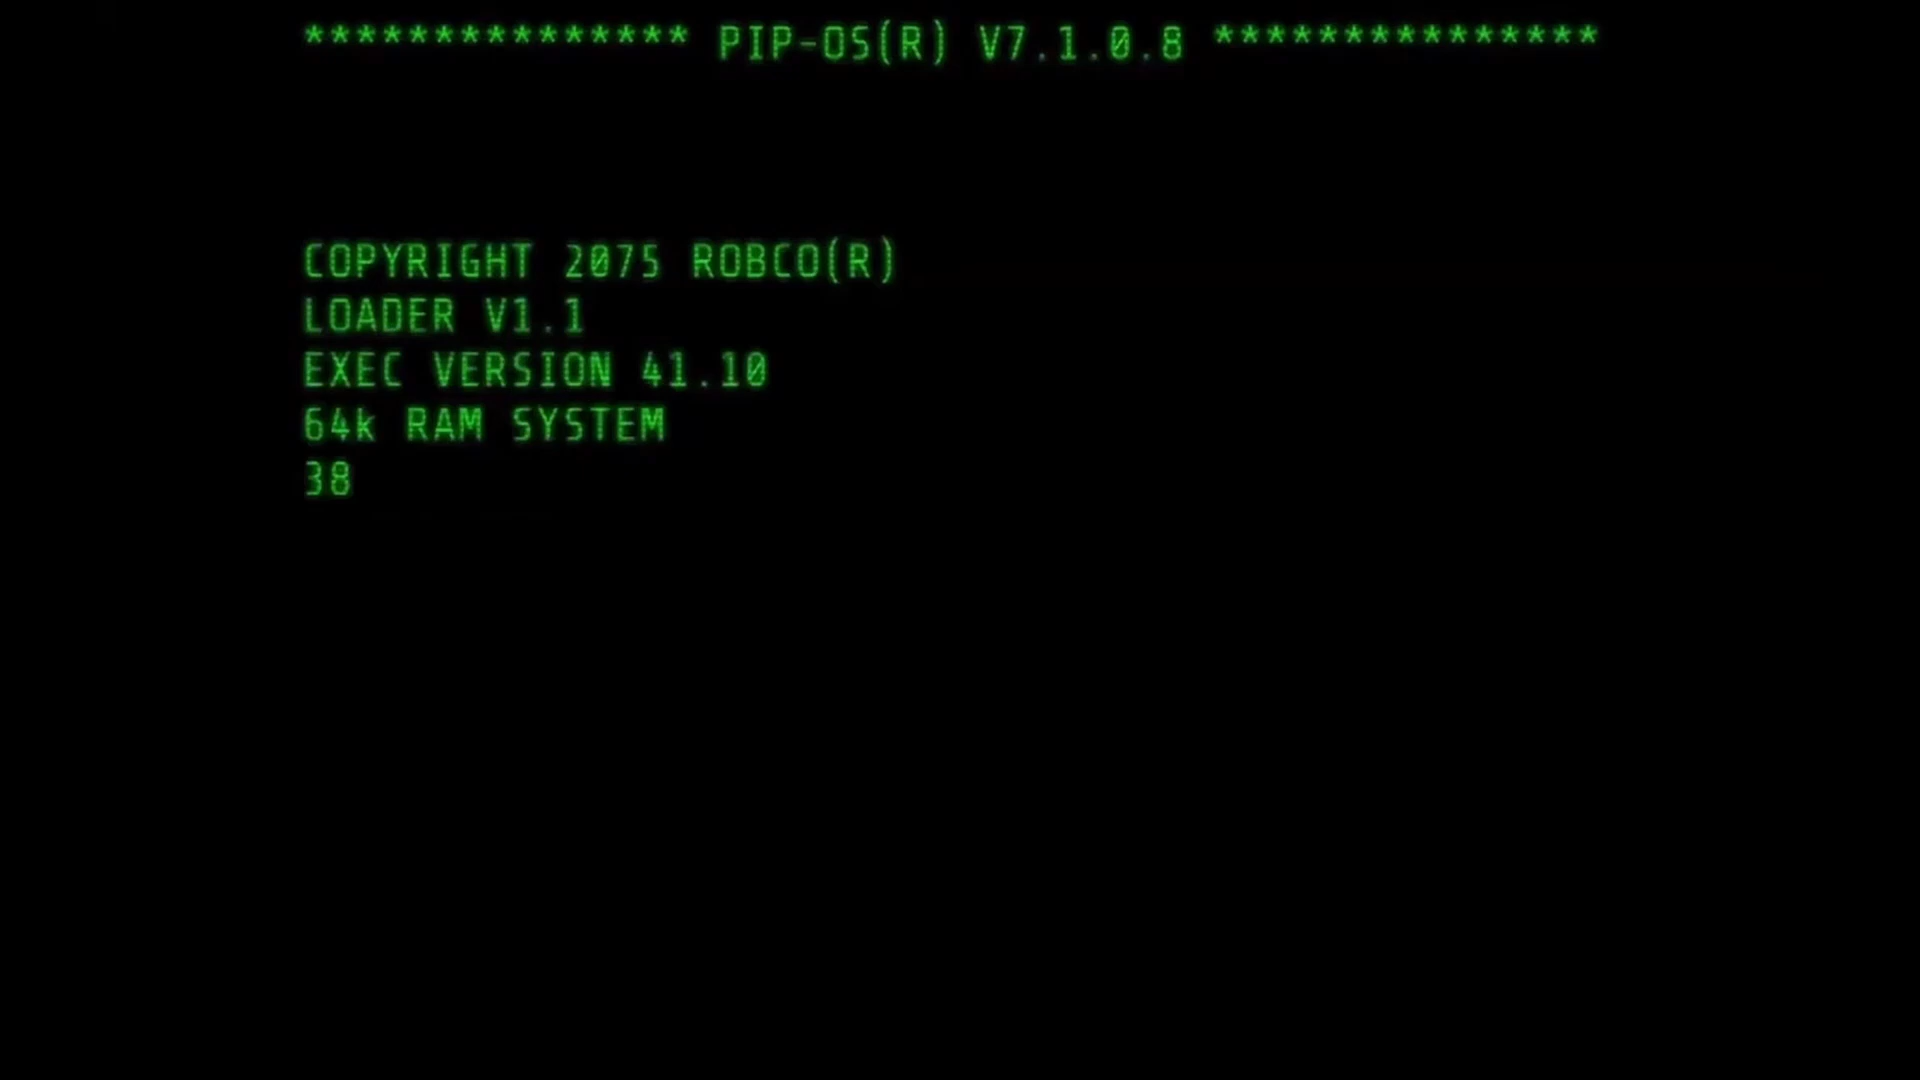 *************** PIP-OS(R) V7.1.0.8 ***************
COPYRIGHT 2075 ROBCO(R)
LOADER V1.1
EXEC VERSION 41.10
64k RAM SYSTEM
38